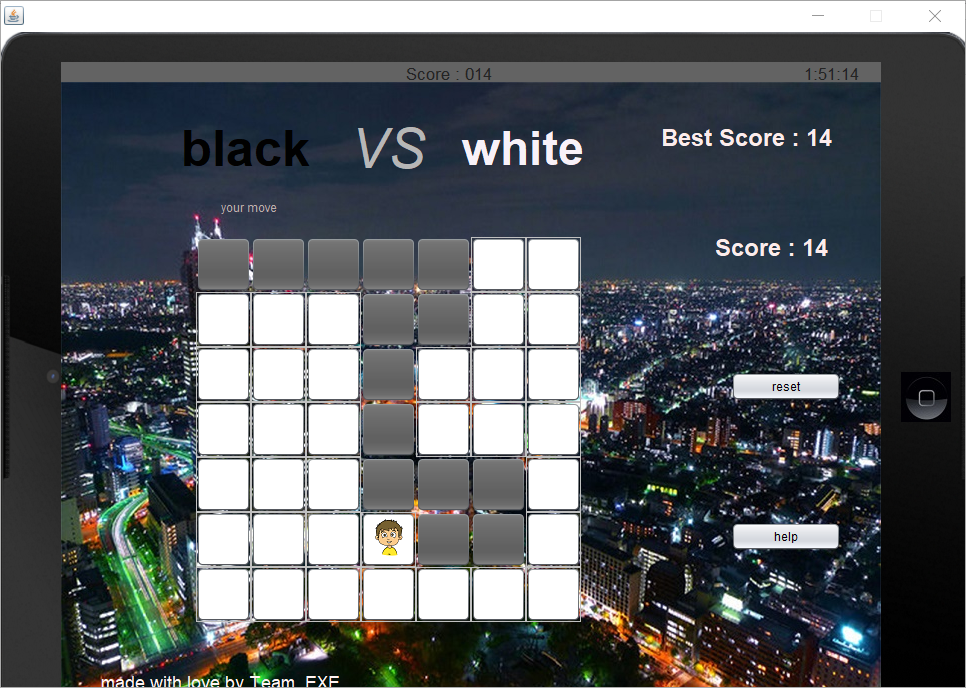 Score : 014 1:51:14
black VS white
Best Score : 14
your move
Score : 14
reset
help
made with love by Team EXE